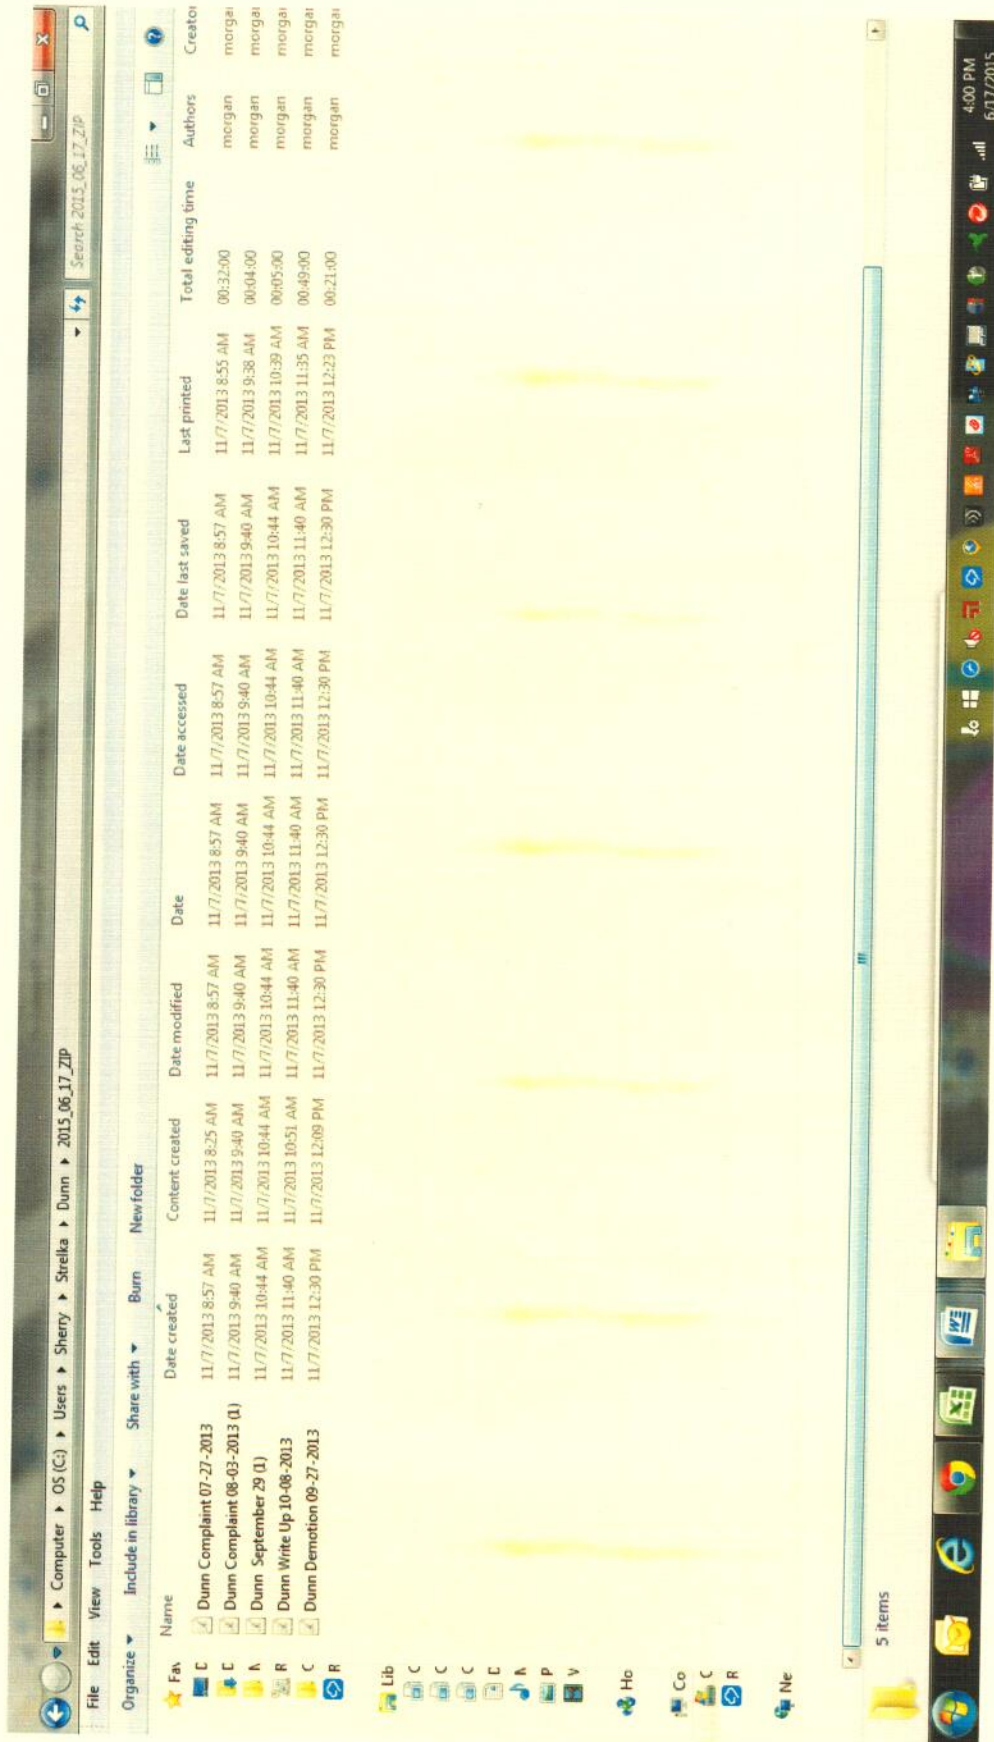 Computer ▸ OS (C:) ▸ Users ▸ Sherry ▸ Strelka ▸ Dunn ▸ 2015_06_17_ZIP Search 2015_06_17_ZIP
File Edit View Tools Help
Organize Include in library Share with Burn New folder
Name Date created Content created Date modified Date Date accessed Date last saved Last printed Total editing time Authors Creator
Dunn Complaint 07-27-2013 11/7/2013 8:57 AM 11/7/2013 8:25 AM 11/7/2013 8:57 AM 11/7/2013 8:57 AM 11/7/2013 8:57 AM 11/7/2013 8:57 AM 11/7/2013 8:55 AM 00:32:00 morgan morgai
Dunn Complaint 08-03-2013 (1) 11/7/2013 9:40 AM 11/7/2013 9:40 AM 11/7/2013 9:40 AM 11/7/2013 9:40 AM 11/7/2013 9:40 AM 11/7/2013 9:40 AM 11/7/2013 9:38 AM 00:04:00 morgan morgai
Dunn September 29 (1) 11/7/2013 10:44 AM 11/7/2013 10:44 AM 11/7/2013 10:44 AM 11/7/2013 10:44 AM 11/7/2013 10:44 AM 11/7/2013 10:44 AM 11/7/2013 10:39 AM 00:05:00 morgan morgai
Dunn Write Up 10-08-2013 11/7/2013 11:40 AM 11/7/2013 10:51 AM 11/7/2013 11:40 AM 11/7/2013 11:40 AM 11/7/2013 11:40 AM 11/7/2013 11:40 AM 11/7/2013 11:35 AM 00:49:00 morgan morgai
Dunn Demotion 09-27-2013 11/7/2013 12:30 PM 11/7/2013 12:09 PM 11/7/2013 12:30 PM 11/7/2013 12:30 PM 11/7/2013 12:30 PM 11/7/2013 12:30 PM 11/7/2013 12:23 PM 00:21:00 morgan morgai
Fav
Lib
Ho
Co
Ne
5 items
4:00 PM
6/17/2015